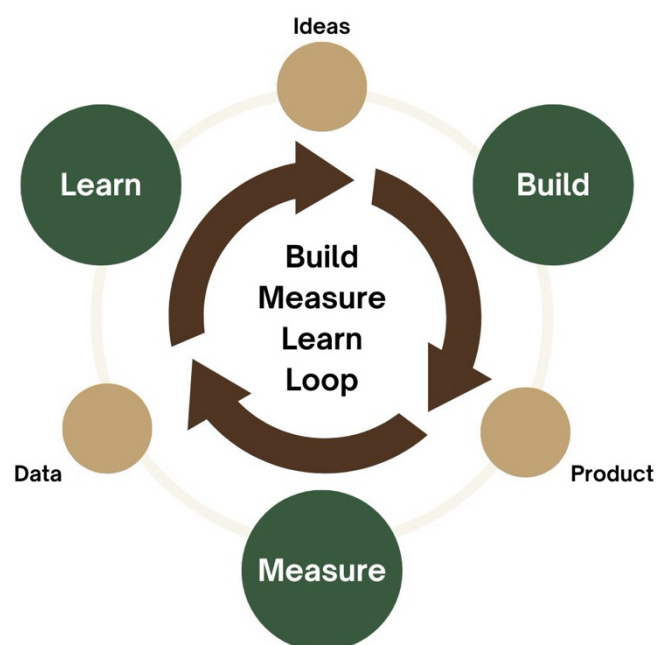 Ideas
Learn
Build
Build
Measure
Learn
Loop
Data
Product
Measure